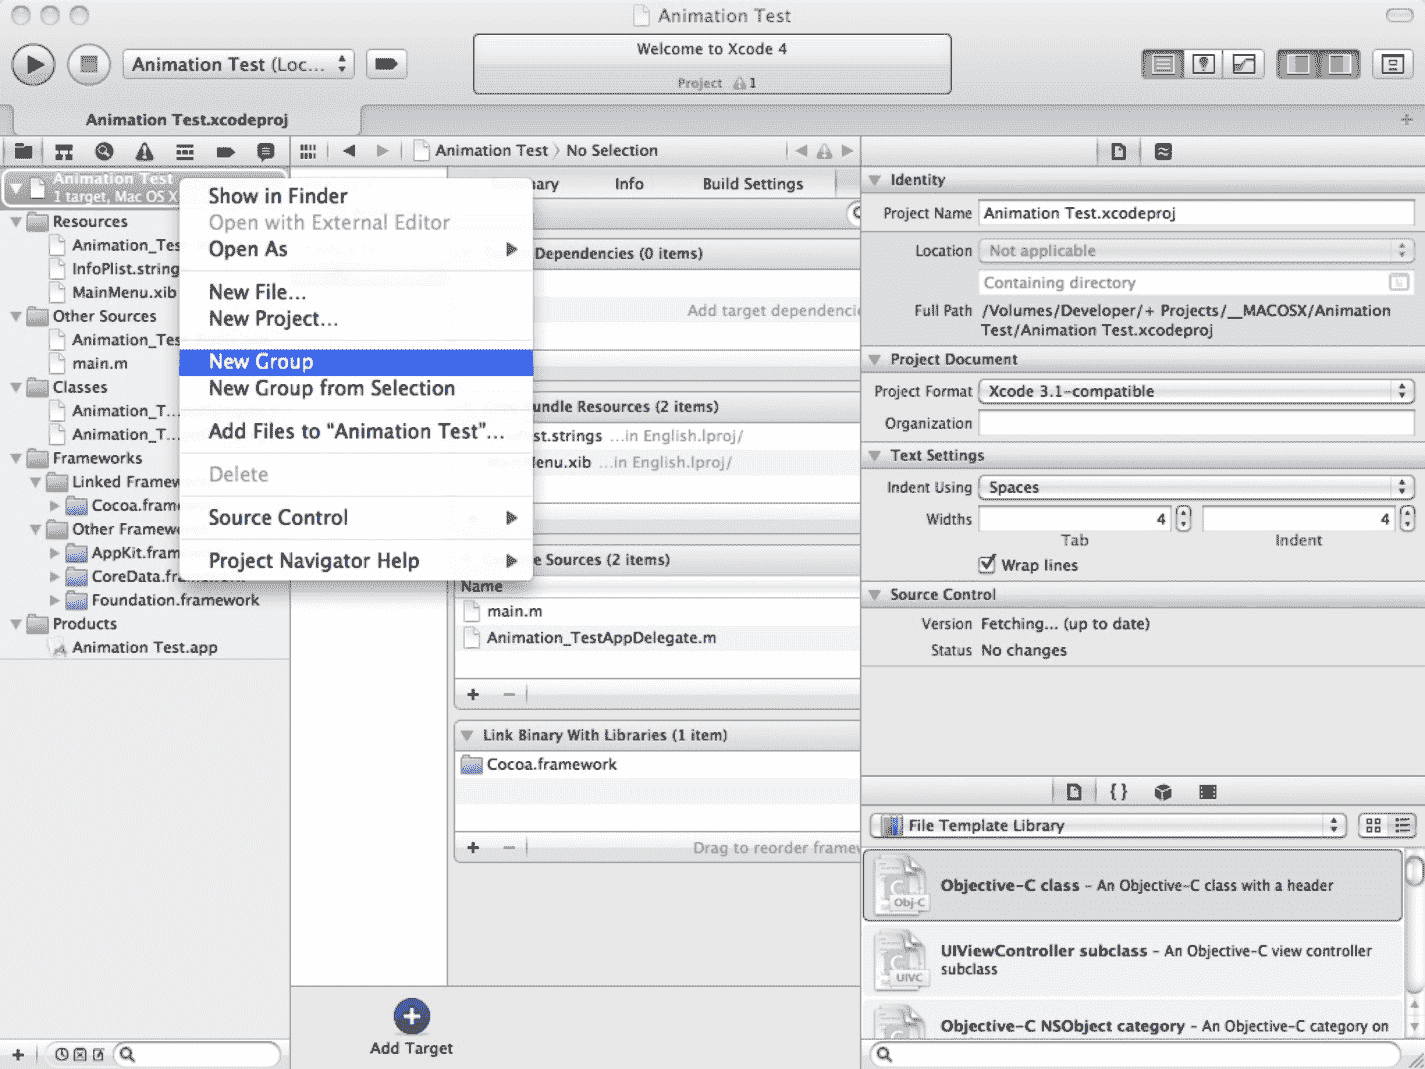 Animation Test
Animation Test (Loc...
Welcome to Xcode 4
Project 1
Animation Test.xcodeproj
Animation Test
1 target, Mac OS X
Resources
Animation_Tes
InfoPlist.string
MainMenu.xib
Other Sources
Animation_Tes
main.m
Classes
Animation_T...
Animation_T...
Frameworks
Linked Framew
Cocoa.frame
Other Framew
AppKit.fram
CoreData.fr
Foundation.framework
Products
Animation Test.app
Show in Finder
Open with External Editor
Open As
New File...
New Project...
New Group
New Group from Selection
Add Files to “Animation Test”...
Delete
Source Control
Project Navigator Help
Animation Test No Selection
ary Info Build Settings
Dependencies (0 items)
Add target dependencie
ndle Resources (2 items)
st.strings ...in English.lproj/
enu.xib ...in English.lproj/
e Sources (2 items)
Name
main.m
Animation_TestAppDelegate.m
+ −
Link Binary With Libraries (1 item)
Cocoa.framework
+ − Drag to reorder framew
Add Target
Identity
Project Name Animation Test.xcodeproj
Location Not applicable
Containing directory
Full Path /Volumes/Developer/+ Projects/__MACOSX/Animation
Test/Animation Test.xcodeproj
Project Document
Project Format Xcode 3.1-compatible
Organization
Text Settings
Indent Using Spaces
Widths 4 4
Tab Indent
Wrap lines
Source Control
Version Fetching... (up to date)
Status No changes
{ }
File Template Library
Obj-C
Objective-C class - An Objective-C class with a header
UIVC
UIViewController subclass - An Objective-C view controller
subclass
Objective-C NSObject category - An Objective-C category on